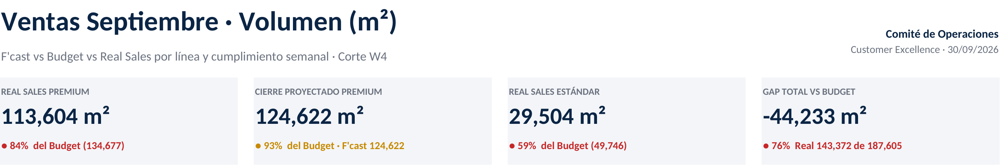 Ventas Septiembre · Volumen (m²)
F'cast vs Budget vs Real Sales por línea y cumplimiento semanal · Corte W4
Comité de Operaciones
Customer Excellence · 30/09/2026
REAL SALES PREMIUM
113,604 m²
● 84% del Budget (134,677)
CIERRE PROYECTADO PREMIUM
124,622 m²
● 93% del Budget · F'cast 124,622
REAL SALES ESTÁNDAR
29,504 m²
● 59% del Budget (49,746)
GAP TOTAL VS BUDGET
-44,233 m²
● 76% Real 143,372 de 187,605